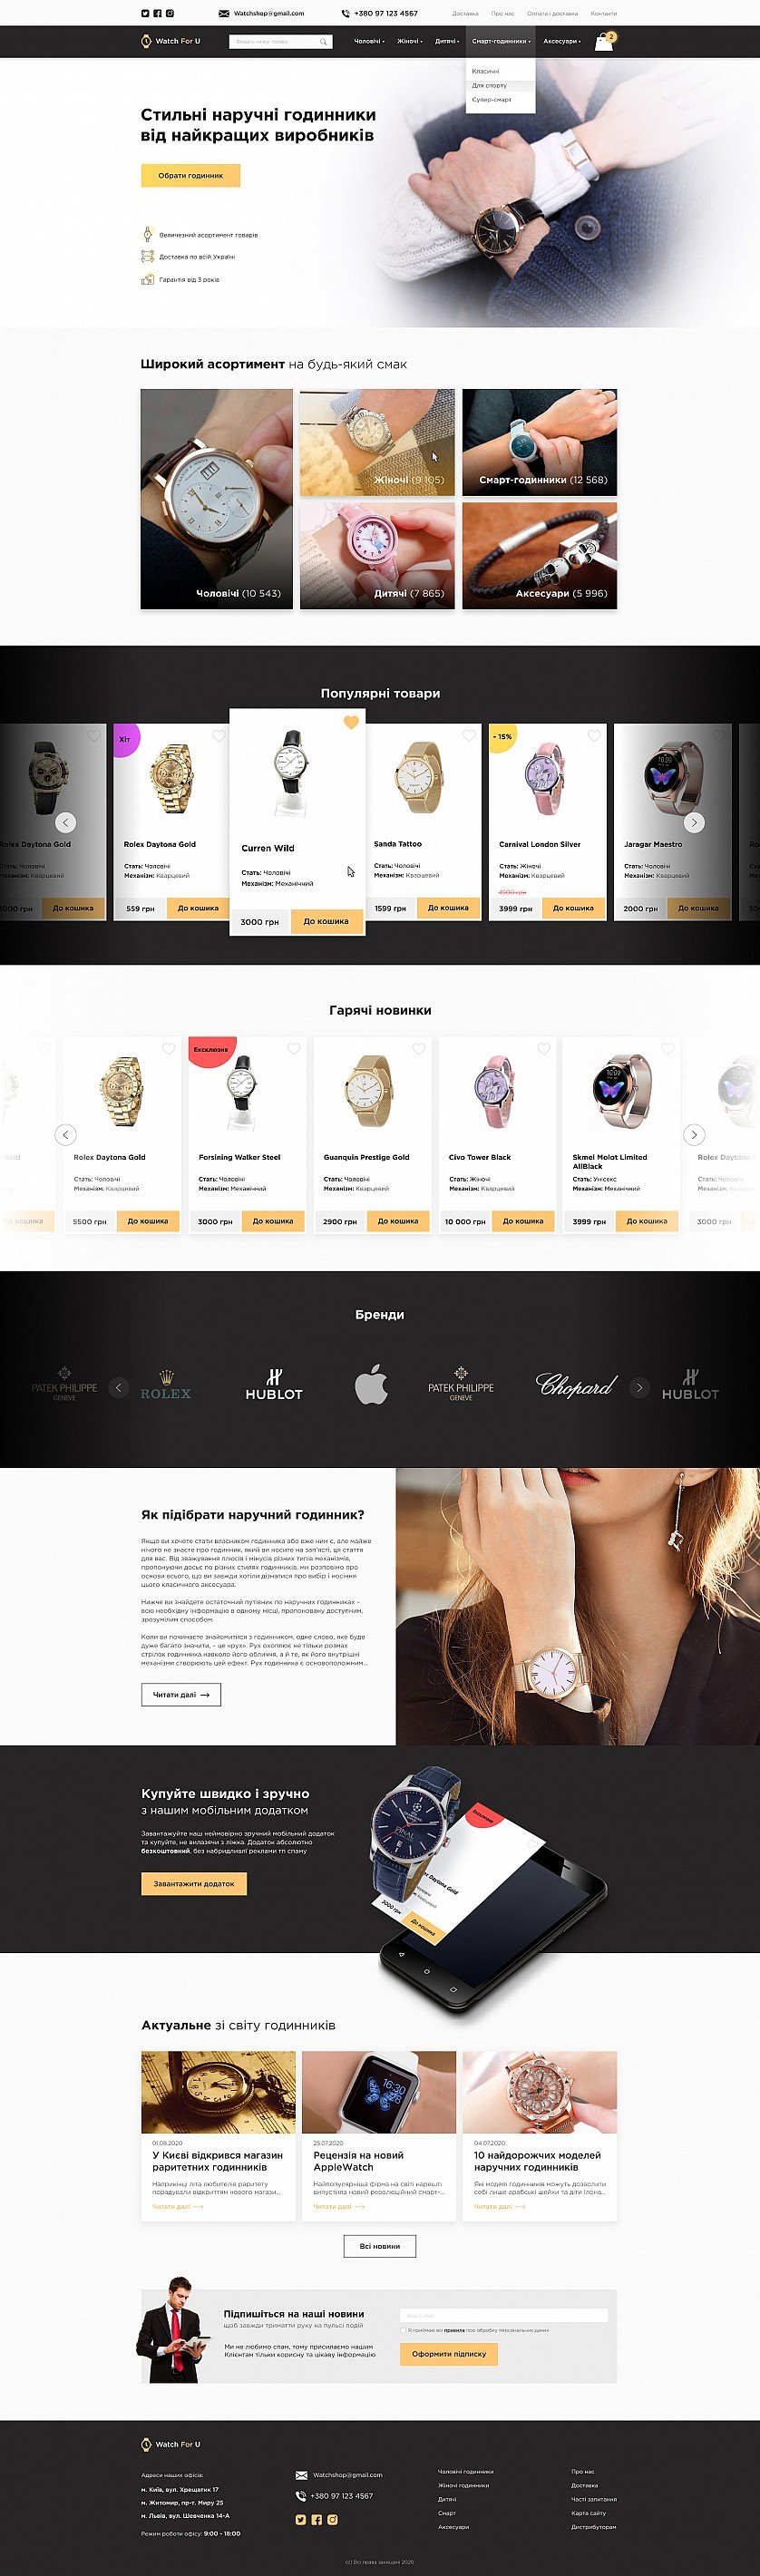 Watchshop@gmail.com
+380 97 123 4567
Доставка
Про нас
Оплата і доставка
Контакти
Watch For U
Чоловічі
Жіночі
Дитячі
Смарт-годинники
Аксесуари
2
Класичні
Для спорту
Супер-смарт
Стильні наручні годинники
від найкращих виробників
Обрати годинник
Величезний асортимент товарів
Доставка по всій Україні
Гарантія від 3 років
Широкий асортимент на будь-який смак
Чоловічі (10 543)
Жіночі (9 105)
Смарт-годинники (12 568)
Дитячі (7 865)
Аксесуари (5 996)
Популярні товари
Rolex Daytona Gold
Стать: Чоловічі
Механізм: Кварцевий
До кошика
Хіт
Rolex Daytona Gold
Стать: Чоловічі
Механізм: Кварцевий
559 грн
До кошика
Curren Wild
Стать: Чоловічі
Механізм: Механічний
3000 грн
До кошика
Sanda Tattoo
Стать: Чоловічі
Механізм: Кварцевий
1599 грн
До кошика
- 15%
Carnival London Silver
Стать: Жіночі
Механізм: Кварцевий
4500 грн
3999 грн
До кошика
Jaragar Maestro
Стать: Чоловічі
Механізм: Кварцевий
2000 грн
До кошика
Гарячі новинки
Rolex Daytona Gold
Стать: Чоловічі
Механізм: Кварцевий
5500 грн
До кошика
Ексклюзив
Forsining Walker Steel
Стать: Чоловічі
Механізм: Механічний
3000 грн
До кошика
Guanquin Prestige Gold
Стать: Чоловічі
Механізм: Кварцевий
2900 грн
До кошика
Civo Tower Black
Стать: Жіночі
Механізм: Кварцевий
10 000 грн
До кошика
Skmei Molot Limited
AllBlack
Стать: Унісекс
Механізм: Механічний
3999 грн
До кошика
Rolex Daytona
3000 грн
Бренди
PATEK PHILIPPE
GENEVE
ROLEX
HUBLOT
PATEK PHILIPPE
GENEVE
Chopard
HUBLOT
Як підібрати наручний годинник?
Якщо ви хочете стати власником годинника або вже ним є, але майже
нічого не знаєте про годинник, який ви носите на зап'ясті, ця стаття
для вас. Від зважування плюсів і мінусів різних типів механізмів,
пропонуючи досьє по різних стилях годинників, ми розповімо про
основи всього, що ви завжди хотіли дізнатися про вибір і носіння
цього класичного аксесуара.
Нижче ви знайдете остаточний путівник по наручних годинниках –
всю необхідну інформацію в одному місці, пропоновану доступним,
зрозумілим способом.
Коли ви починаєте знайомитися з годинником, одне слово, яке буде
дуже багато значити, – це «рух». Рух охоплює не тільки розмах
стрілок годинника навколо його обличчя, а й те, як його внутрішні
механізми створюють цей ефект. Рух годинника є основоположним...
Читати далі
Купуйте швидко і зручно
з нашим мобільним додатком
Завантажуйте наш неймовірно зручний мобільний додаток
та купуйте, не вилазячи з ліжка. Додаток абсолютно
безкоштовний, без набридливої реклами тп спаму
Завантажити додаток
Ексклюзив
Daytona Gold
3000 грн
До кошика
Актуальне зі світу годинників
01.08.2020
У Києві відкрився магазин
раритетних годинників
Наприкінці літа любителів раритету
порадували відкриттям нового магази...
Читати далі
25.07.2020
Рецензія на новий
AppleWatch
Найпопулярніша фірма на світі нарешті
випустила новий революційний смарт-...
Читати далі
04.07.2020
10 найдорожчих моделей
наручних годинників
Які моделі годинників можуть дозволити
собі лише арабські шейхи та діти Ілона...
Читати далі
Всі новини
Підпишіться на наші новини
щоб завжди тримати руку на пульсі подій
Ми не любимо спам, тому присилаємо нашим
Клієнтам тільки корисну та цікаву інформацію
Я приймаю всі правила про обробку персональних даних
Оформити підписку
Watch For U
Адреси наших офісів:
м. Київ, вул. Хрещатик 17
м. Житомир, пр-т. Миру 25
м. Львів, вул. Шевченка 14-А
Режим роботи офісу: 9:00 - 18:00
Watchshop@gmail.com
+380 97 123 4567
Чоловічі годинники
Жіночі годинники
Дитячі
Смарт
Аксесуари
Про нас
Доставка
Часті запитання
Карта сайту
Дистрибуторам
(с) Всі права захищені 2020